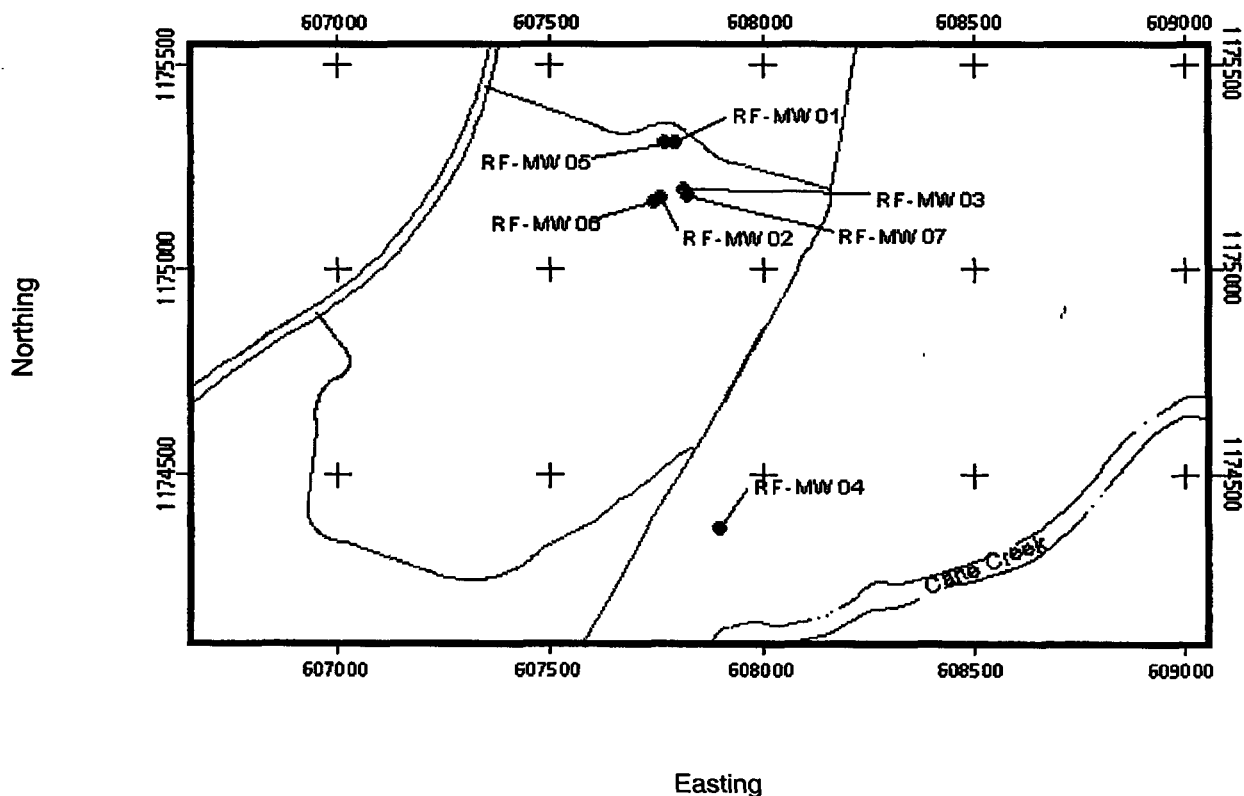 607000 607500 608000 608500 609000
1175500 1175500
RF-MW 01
RF-MW 05
RF-MW 03
RF-MW 06
RF-MW 02
RF-MW 07
1175000 1175000
Northing
1174500 1174500
RF-MW 04
Cane Creek
607000 607500 608000 608500 609000
Easting